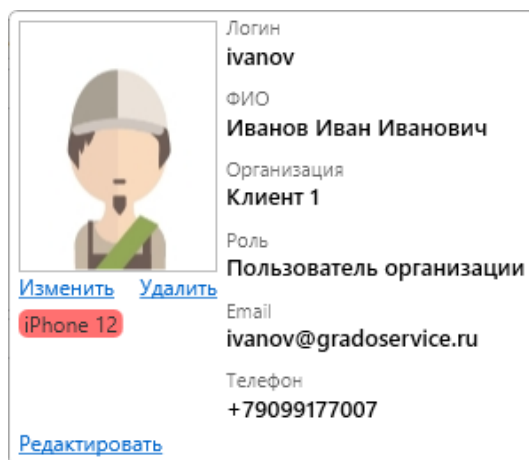 Логин
ivanov
ФИО
Иванов Иван Иванович
Организация
Клиент 1
Роль
Пользователь организации
Изменить Удалить
iPhone 12
Email
ivanov@gradoservice.ru
Телефон
+79099177007
Редактировать